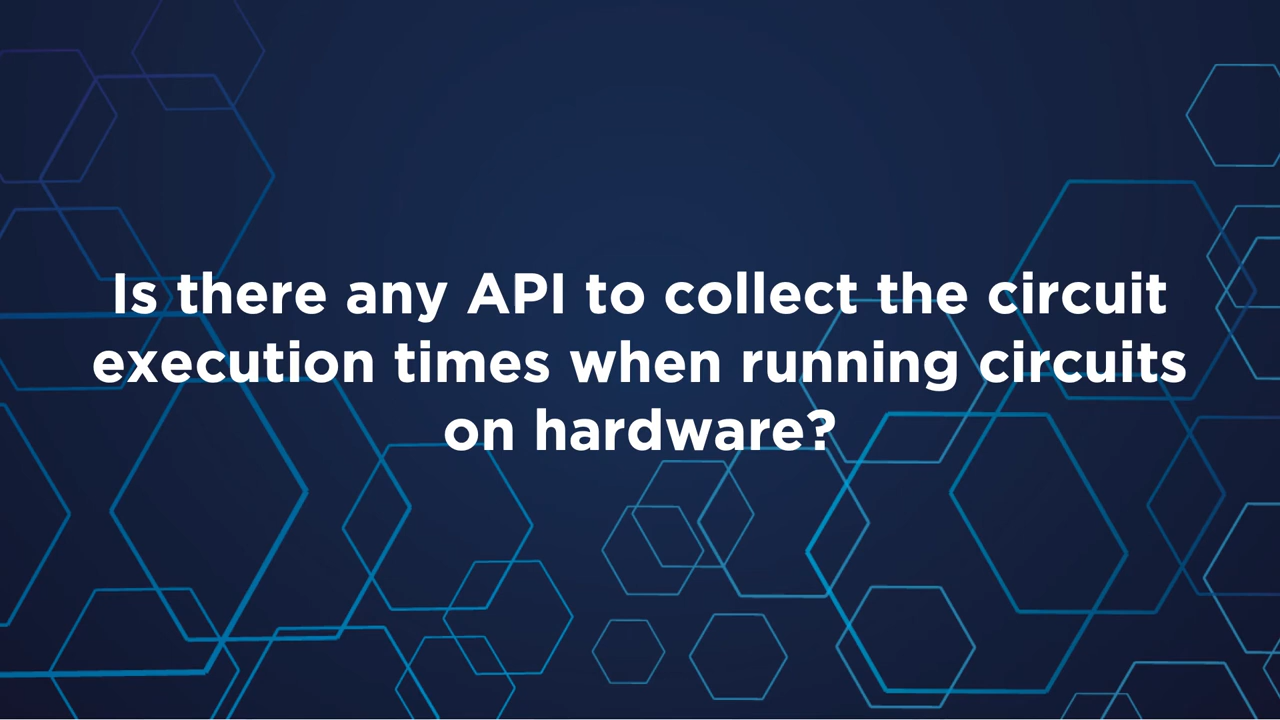 Is there any API to collect the circuit
execution times when running circuits
on hardware?